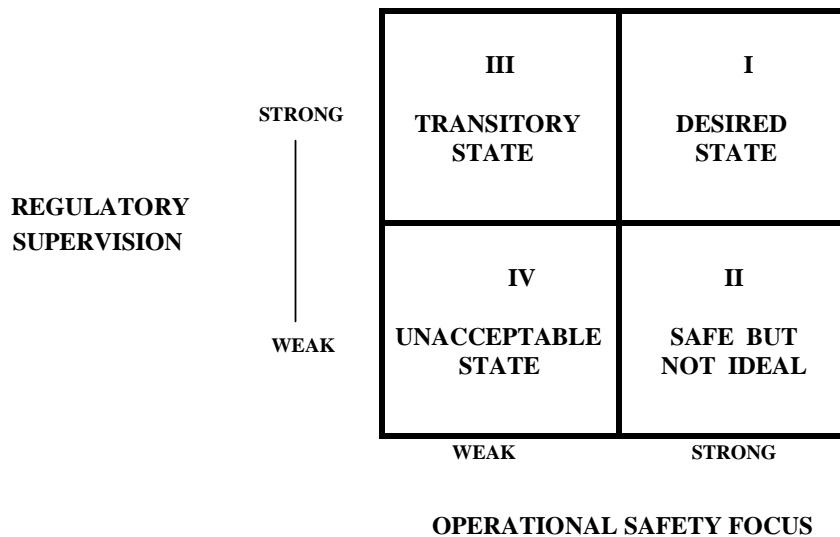 III
I
STRONG
TRANSITORY
STATE
DESIRED
STATE
REGULATORY
SUPERVISION
IV
II
WEAK
UNACCEPTABLE
STATE
SAFE BUT
NOT IDEAL
WEAK
STRONG
OPERATIONAL SAFETY FOCUS